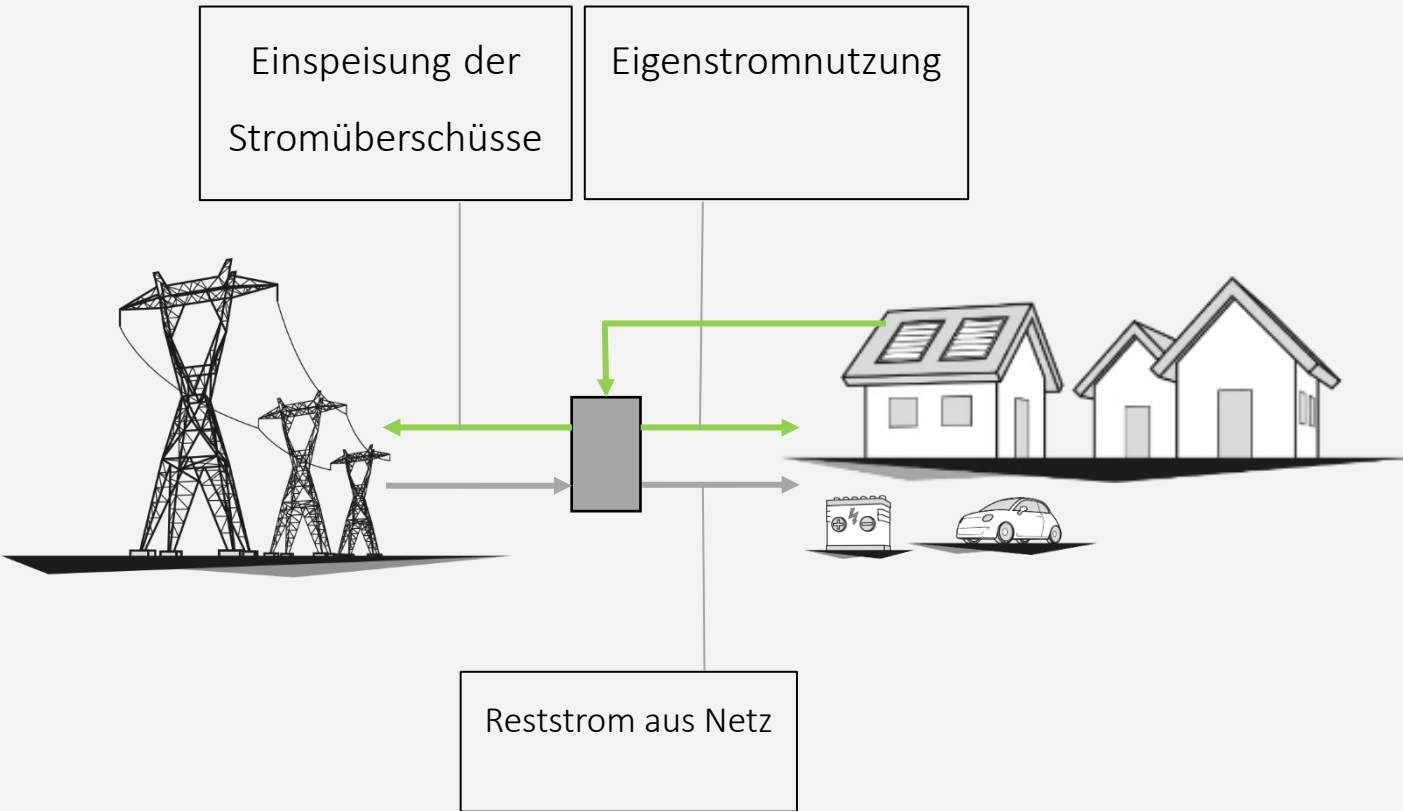 Einspeisung der
Stromüberschüsse
Eigenstromnutzung
Reststrom aus Netz